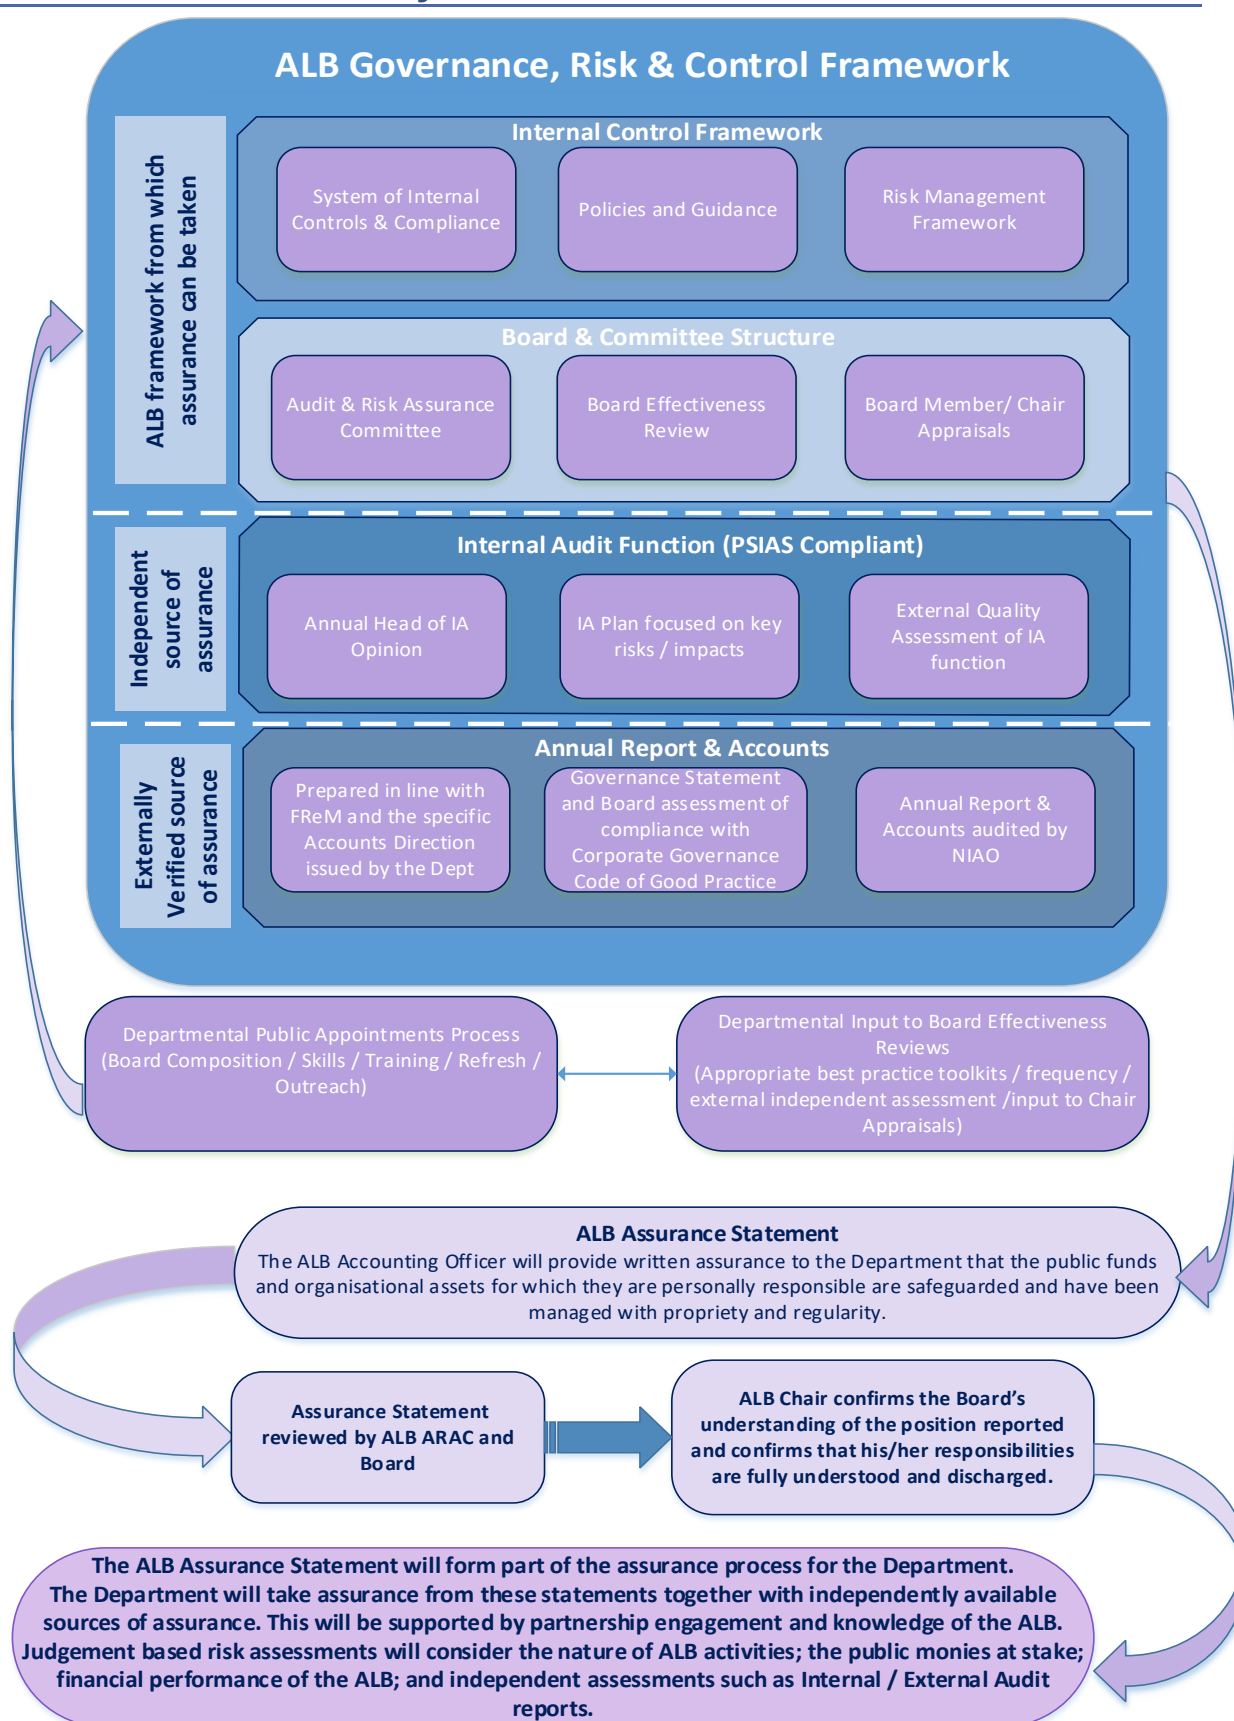 ALB Governance, Risk & Control Framework
ALB framework from which
assurance can be taken
Internal Control Framework
System of Internal
Controls & Compliance
Policies and Guidance
Risk Management
Framework
Board & Committee Structure
Audit & Risk Assurance
Committee
Board Effectiveness
Review
Board Member/ Chair
Appraisals
Independent
source of
assurance
Internal Audit Function (PSIAS Compliant)
Annual Head of IA
Opinion
IA Plan focused on key
risks / impacts
External Quality
Assessment of IA
function
Externally
Verified source
of assurance
Annual Report & Accounts
Prepared in line with
FReM and the specific
Accounts Direction
issued by the Dept
Governance Statement
and Board assessment of
compliance with
Corporate Governance
Code of Good Practice
Annual Report &
Accounts audited by
NIAO
Departmental Public Appointments Process
(Board Composition / Skills / Training / Refresh /
Outreach)
Departmental Input to Board Effectiveness
Reviews
(Appropriate best practice toolkits / frequency /
external independent assessment /input to Chair
Appraisals)
ALB Assurance Statement
The ALB Accounting Officer will provide written assurance to the Department that the public funds
and organisational assets for which they are personally responsible are safeguarded and have been
managed with propriety and regularity.
Assurance Statement
reviewed by ALB ARAC and
Board
ALB Chair confirms the Board’s
understanding of the position reported
and confirms that his/her responsibilities
are fully understood and discharged.
The ALB Assurance Statement will form part of the assurance process for the Department.
The Department will take assurance from these statements together with independently available
sources of assurance. This will be supported by partnership engagement and knowledge of the ALB.
Judgement based risk assessments will consider the nature of ALB activities; the public monies at stake;
financial performance of the ALB; and independent assessments such as Internal / External Audit
reports.